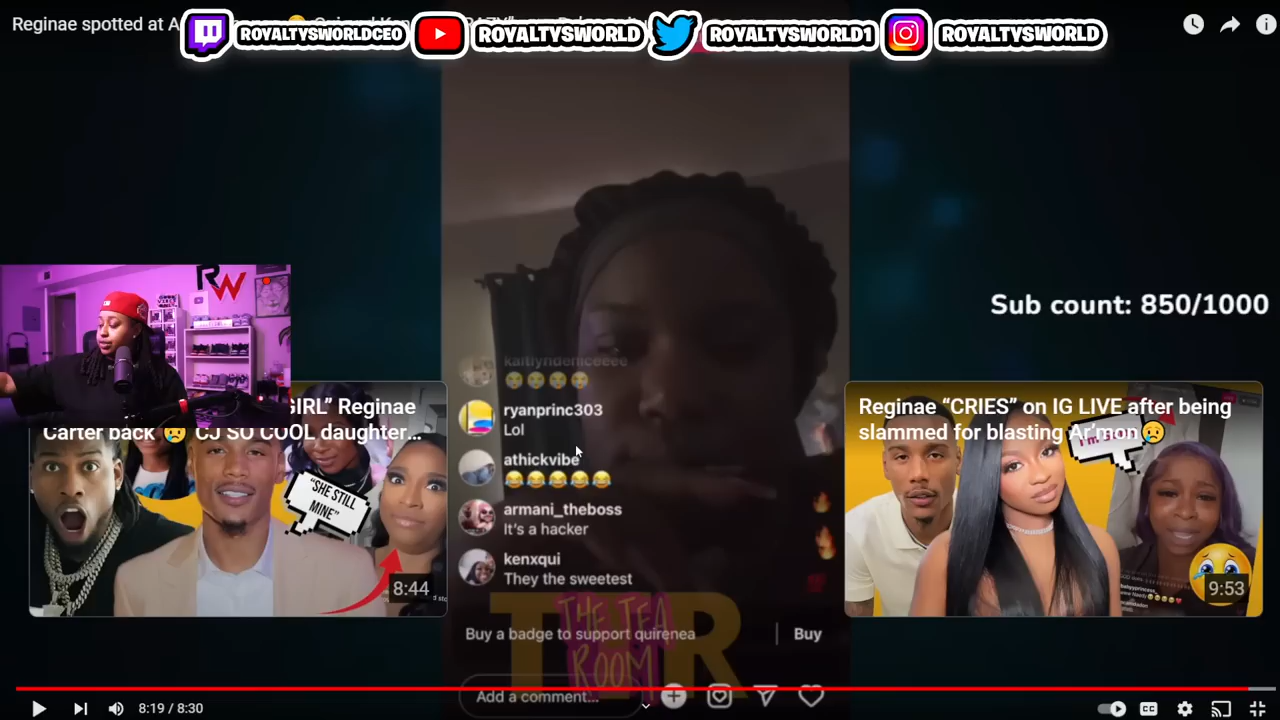 Reginae spotted at A
ROYALTYSWORLDCEO
ROYALTYSWORLD
ROYALTYSWORLD1
ROYALTYSWORLD
RW
Sub count: 850/1000
GIRL” Reginae
Carter back 😥 CJ SO COOL daughter...
“SHE STILL
MINE”
8:44
kaitlyndeniceeee
😭😭😭😭
ryanprinc303
Lol
athickvibe
😂😂😂😂😂
armani_theboss
It's a hacker
kenxqui
They the sweetest
Reginae “CRIES” on IG LIVE after being
slammed for blasting Ar'mon 😥
9:53
THE TEA
ROOM
Buy a badge to support quirenea
Buy
Add a comment...
8:19 / 8:30
CC